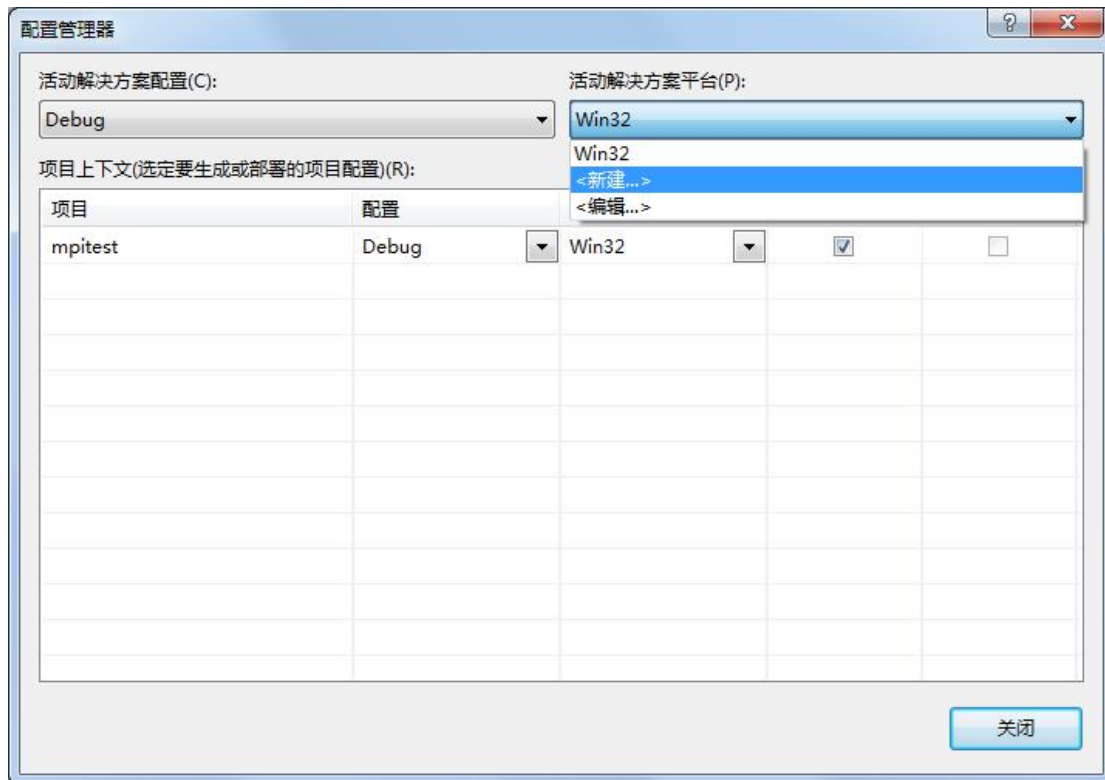 配置管理器
活动解决方案配置(C):
活动解决方案平台(P):
Debug
Win32
Win32
<新建...>
<编辑...>
项目上下文(选定要生成或部署的项目配置)(R):
项目
配置
mpitest
Debug
Win32
关闭